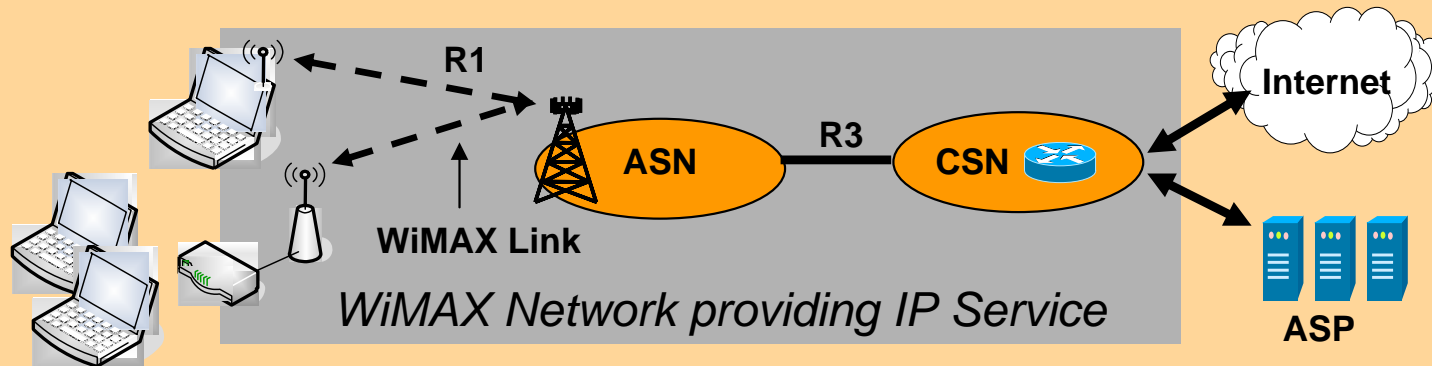 R1
Internet
R3
ASN
CSN
WiMAX Link
WiMAX Network providing IP Service
ASP